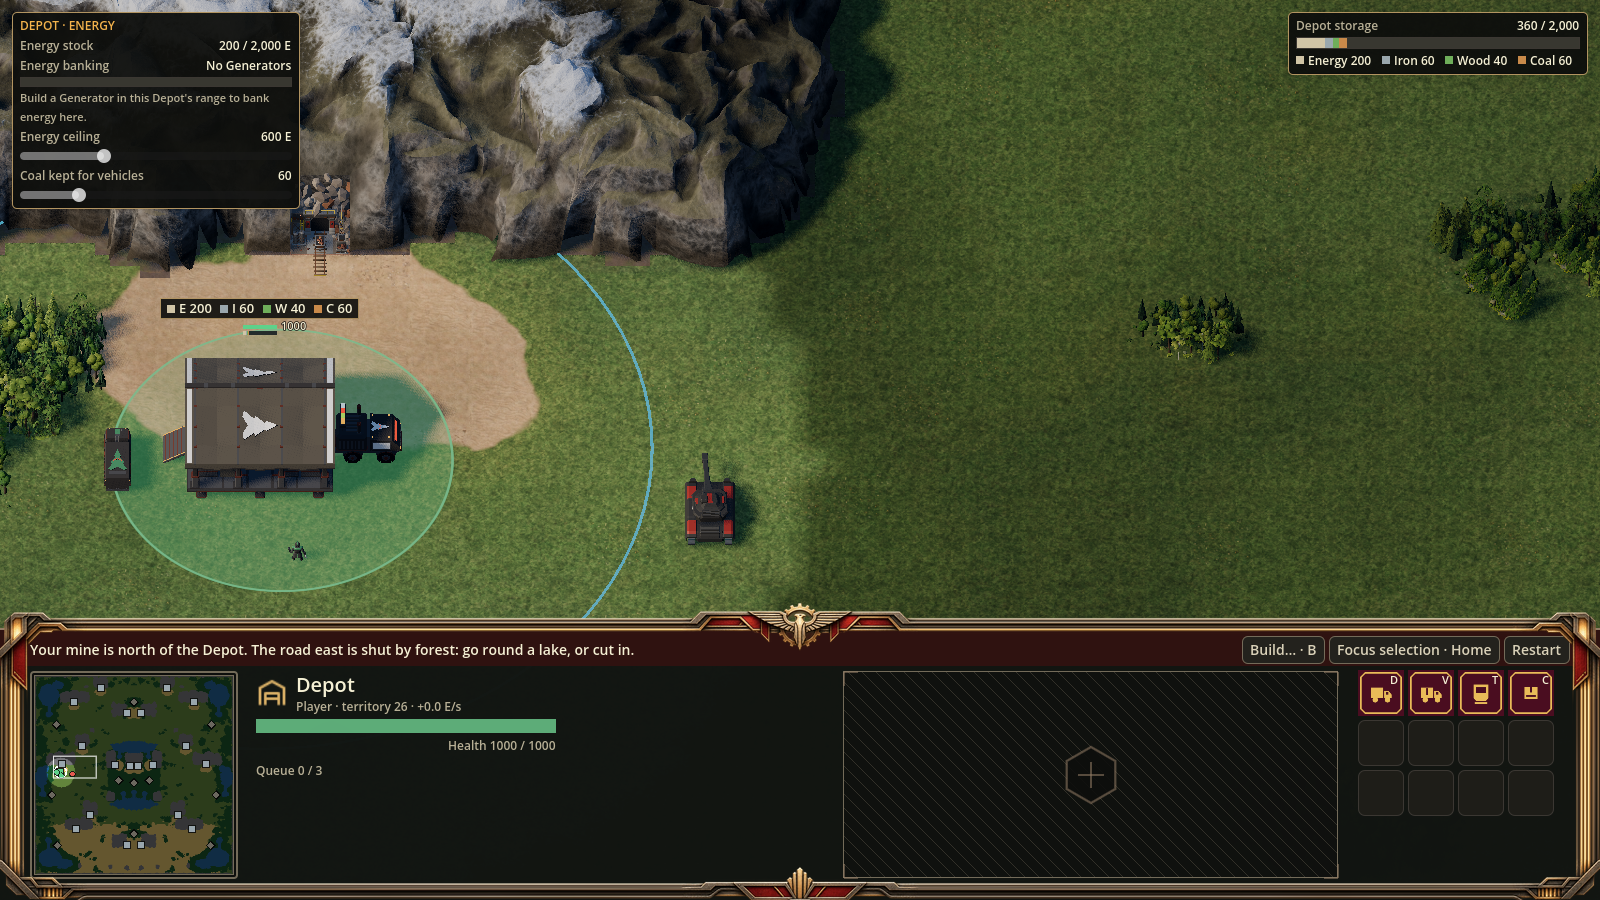 DEPOT · ENERGY
Energy stock 200 / 2,000 E
Energy banking No Generators
Build a Generator in this Depot's range to bank
energy here.
Energy ceiling 600 E
Coal kept for vehicles 60
Depot storage 360 / 2,000
Energy 200 Iron 60 Wood 40 Coal 60
E 200 I 60 W 40 C 60
1000
Your mine is north of the Depot. The road east is shut by forest: go round a lake, or cut in.
Build... · B
Focus selection · Home
Restart
Depot
Player · territory 26 · +0.0 E/s
Health 1000 / 1000
Queue 0 / 3
D V T C